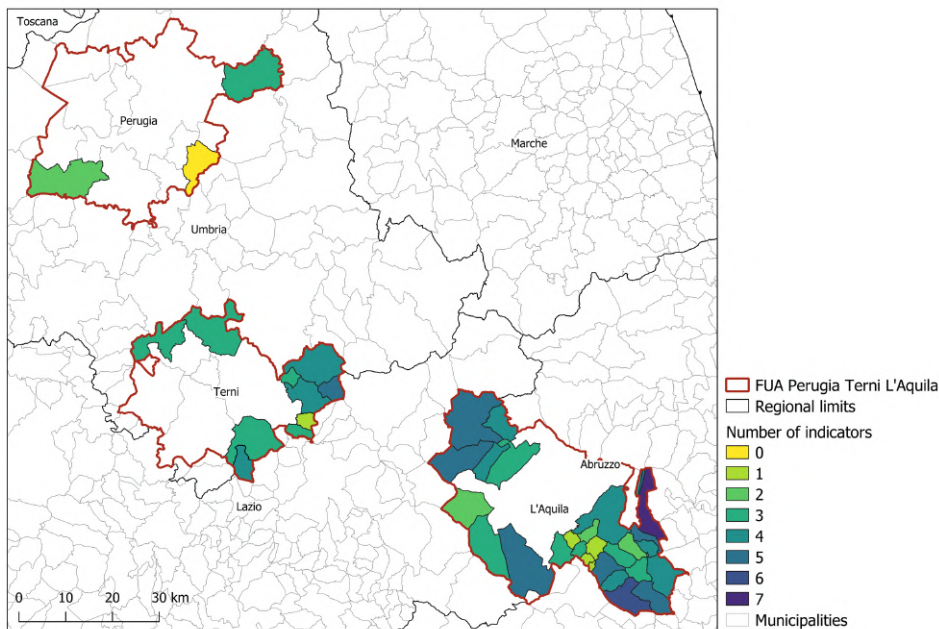 Toscana
Perugia
Marche
Umbria
Terni
Lazio
Abruzzo
L'Aquila
0 10 20 30 km
FUA Perugia Terni L'Aquila
Regional limits
Number of indicators
0
1
2
3
4
5
6
7
Municipalities